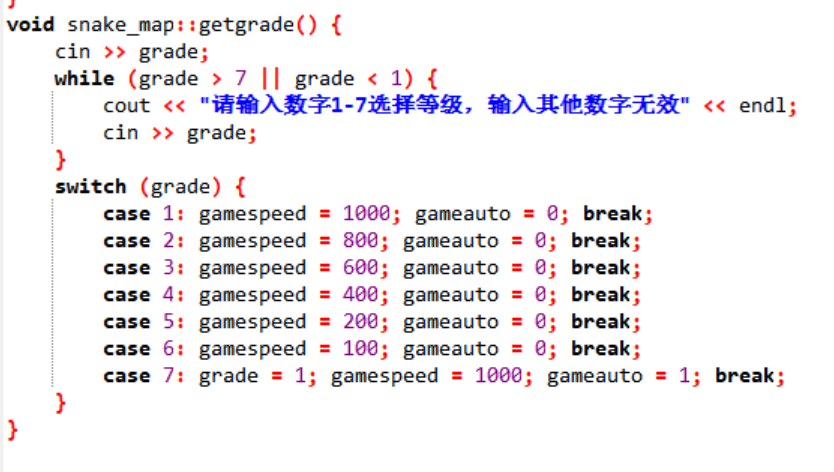 }
void snake_map::getgrade() {
    cin >> grade;
    while (grade > 7 || grade < 1) {
        cout << "请输入数字1-7选择等级，输入其他数字无效" << endl;
        cin >> grade;
    }
    switch (grade) {
        case 1: gamespeed = 1000; gameauto = 0; break;
        case 2: gamespeed = 800; gameauto = 0; break;
        case 3: gamespeed = 600; gameauto = 0; break;
        case 4: gamespeed = 400; gameauto = 0; break;
        case 5: gamespeed = 200; gameauto = 0; break;
        case 6: gamespeed = 100; gameauto = 0; break;
        case 7: grade = 1; gamespeed = 1000; gameauto = 1; break;
    }
}